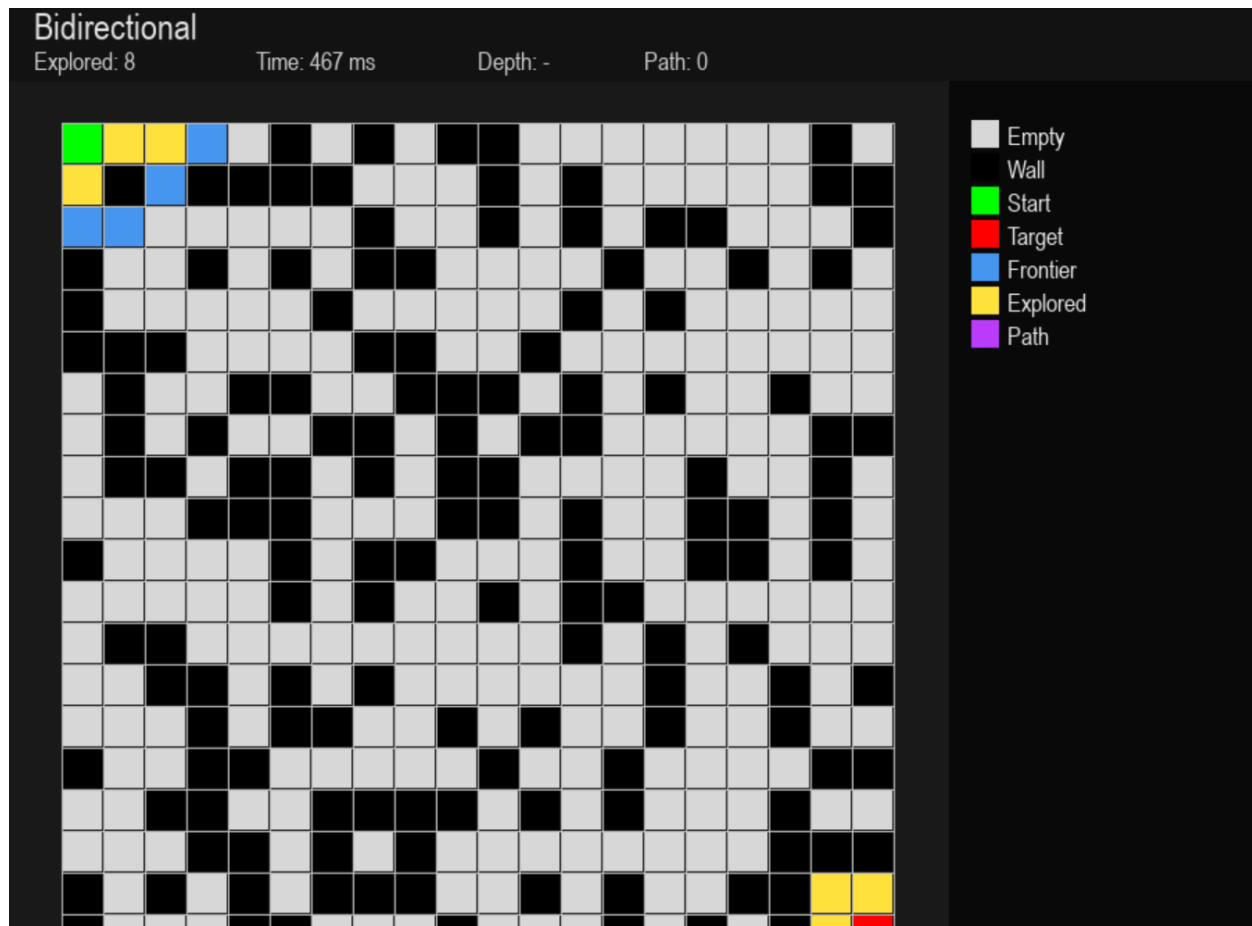 Bidirectional
Explored: 8 Time: 467 ms Depth: - Path: 0
Empty
Wall
Start
Target
Frontier
Explored
Path